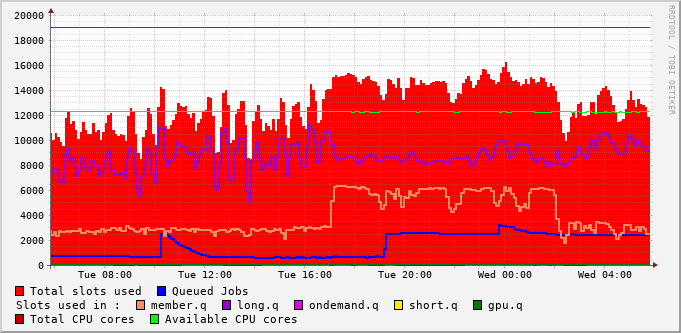 20000
18000
16000
14000
12000
10000
8000
6000
4000
2000
0
Tue 08:00 Tue 12:00 Tue 16:00 Tue 20:00 Wed 00:00 Wed 04:00
Total slots used Queued Jobs
Slots used in : member.q long.q ondemand.q short.q gpu.q
Total CPU cores Available CPU cores
RRDTOOL / TOBI OETIKER